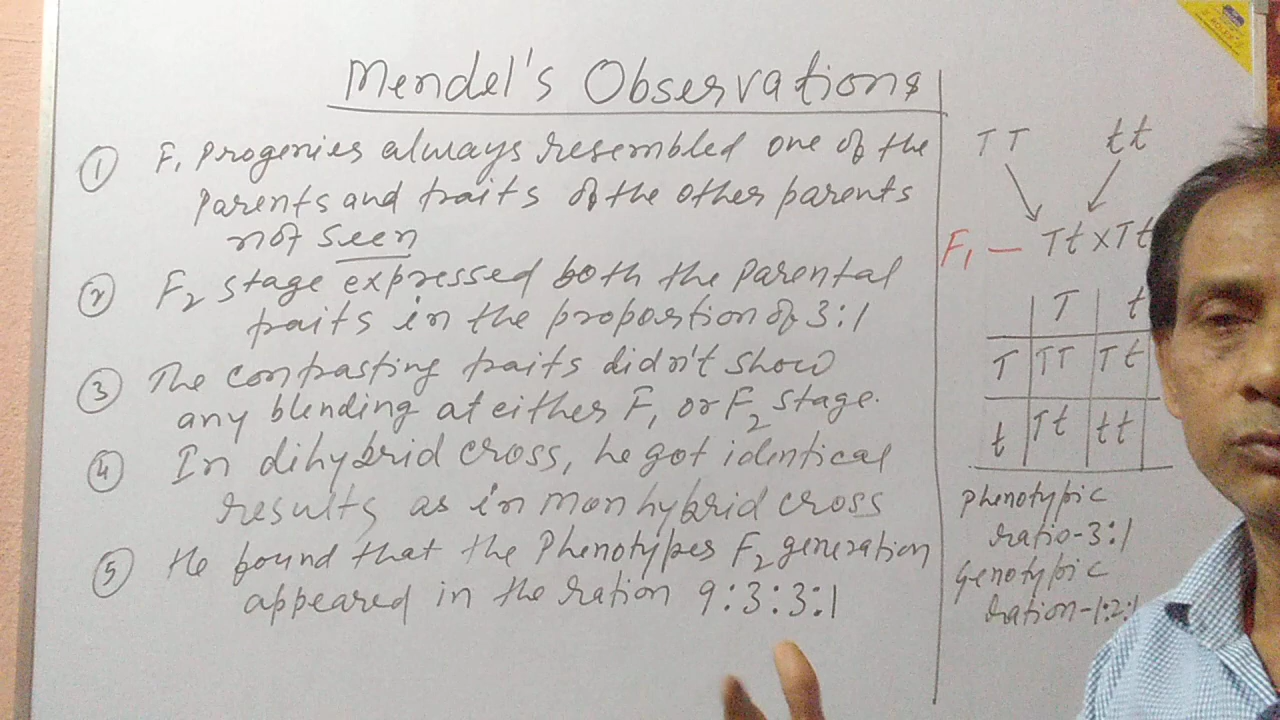 Mendel's Observations
① F₁ progenies always resembled one of the
parents and traits of the other parents
not seen
② F₂ stage expressed both the parental
traits in the proportion of 3:1
③ The contrasting traits didn't show
any blending at either F₁ or F₂ stage.
④ In dihybrid cross, he got identical
results as in monhybrid cross
⑤ He found that the Phenotypes F₂ generation
appeared in the ration 9:3:3:1
TT tt
F₁ — Tt x Tt
T t
T TT Tt
t Tt tt
phenotypic
ratio-3:1
genotypic
ration-1:2:1